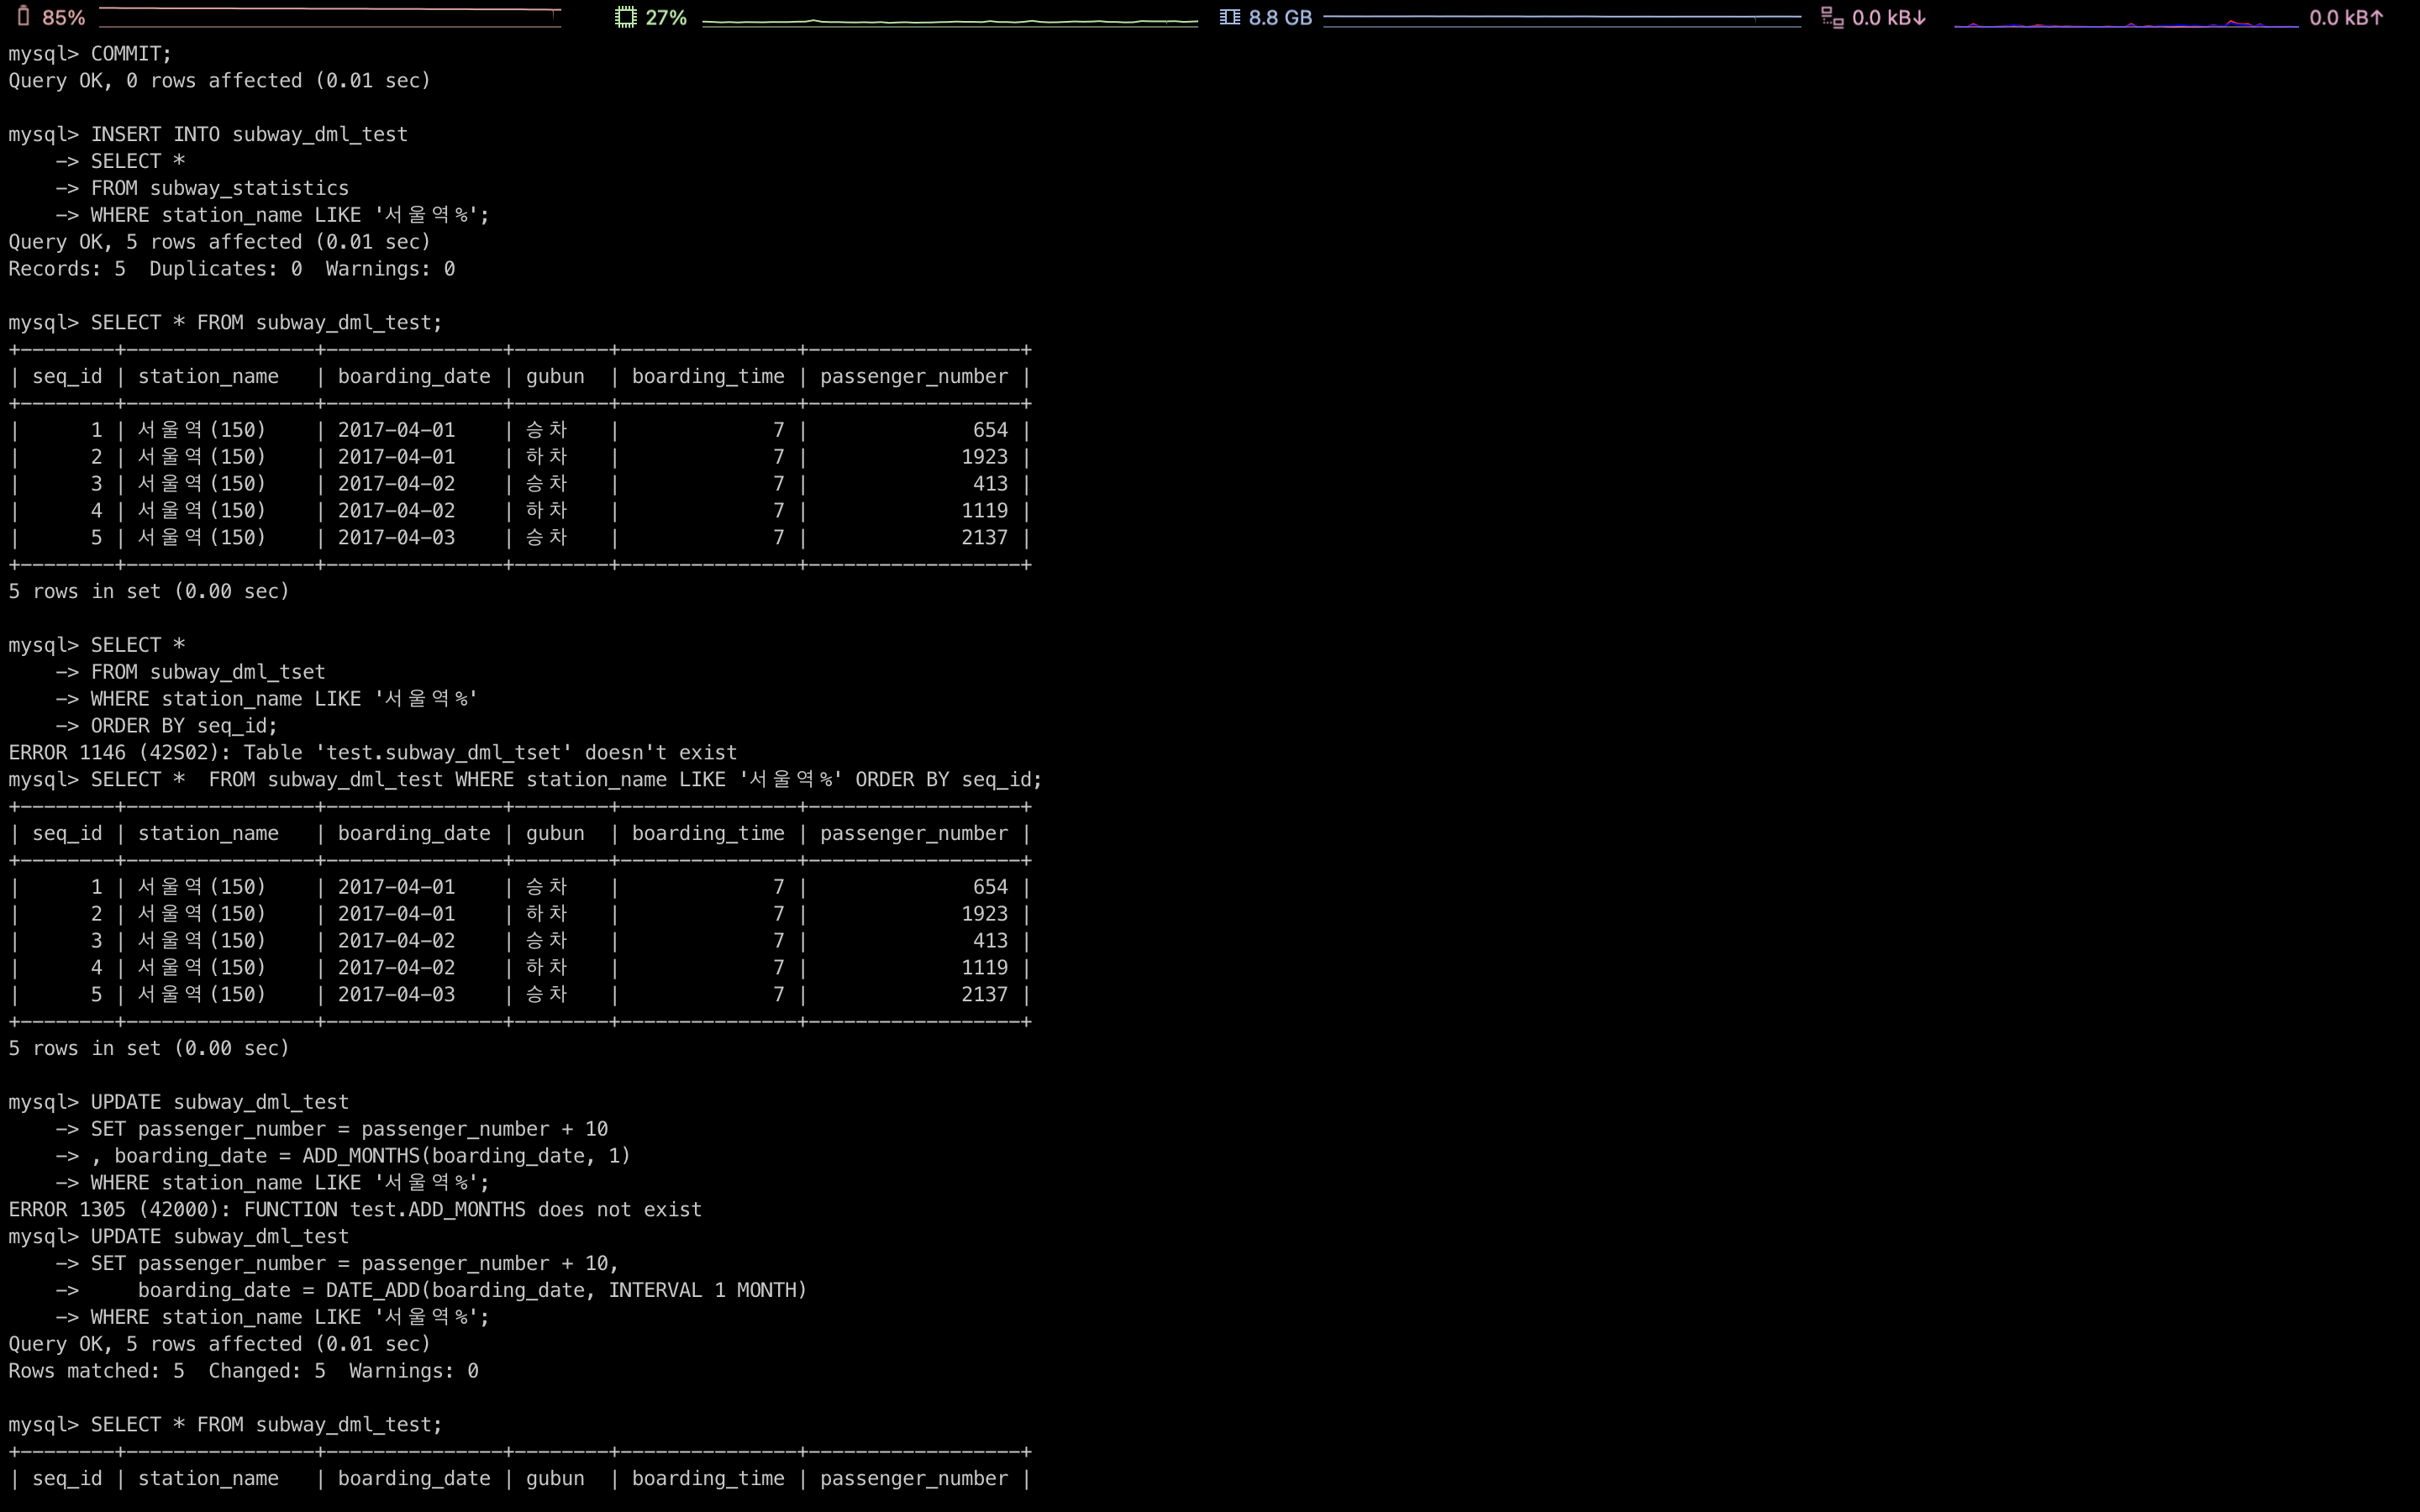 85% 27% 8.8 GB 0.0 kB↓ 0.0 kB↑
mysql> COMMIT;
Query OK, 0 rows affected (0.01 sec)
mysql> INSERT INTO subway_dml_test
    -> SELECT *
    -> FROM subway_statistics
    -> WHERE station_name LIKE '서울역%';
Query OK, 5 rows affected (0.01 sec)
Records: 5  Duplicates: 0  Warnings: 0
mysql> SELECT * FROM subway_dml_test;
+--------+----------------+---------------+--------+---------------+------------------+
| seq_id | station_name   | boarding_date | gubun  | boarding_time | passenger_number |
+--------+----------------+---------------+--------+---------------+------------------+
|      1 | 서울역(150)    | 2017-04-01    | 승차   |             7 |              654 |
|      2 | 서울역(150)    | 2017-04-01    | 하차   |             7 |             1923 |
|      3 | 서울역(150)    | 2017-04-02    | 승차   |             7 |              413 |
|      4 | 서울역(150)    | 2017-04-02    | 하차   |             7 |             1119 |
|      5 | 서울역(150)    | 2017-04-03    | 승차   |             7 |             2137 |
+--------+----------------+---------------+--------+---------------+------------------+
5 rows in set (0.00 sec)
mysql> SELECT *
    -> FROM subway_dml_tset
    -> WHERE station_name LIKE '서울역%'
    -> ORDER BY seq_id;
ERROR 1146 (42S02): Table 'test.subway_dml_tset' doesn't exist
mysql> SELECT *  FROM subway_dml_test WHERE station_name LIKE '서울역%' ORDER BY seq_id;
+--------+----------------+---------------+--------+---------------+------------------+
| seq_id | station_name   | boarding_date | gubun  | boarding_time | passenger_number |
+--------+----------------+---------------+--------+---------------+------------------+
|      1 | 서울역(150)    | 2017-04-01    | 승차   |             7 |              654 |
|      2 | 서울역(150)    | 2017-04-01    | 하차   |             7 |             1923 |
|      3 | 서울역(150)    | 2017-04-02    | 승차   |             7 |              413 |
|      4 | 서울역(150)    | 2017-04-02    | 하차   |             7 |             1119 |
|      5 | 서울역(150)    | 2017-04-03    | 승차   |             7 |             2137 |
+--------+----------------+---------------+--------+---------------+------------------+
5 rows in set (0.00 sec)
mysql> UPDATE subway_dml_test
    -> SET passenger_number = passenger_number + 10
    -> , boarding_date = ADD_MONTHS(boarding_date, 1)
    -> WHERE station_name LIKE '서울역%';
ERROR 1305 (42000): FUNCTION test.ADD_MONTHS does not exist
mysql> UPDATE subway_dml_test
    -> SET passenger_number = passenger_number + 10,
    ->     boarding_date = DATE_ADD(boarding_date, INTERVAL 1 MONTH)
    -> WHERE station_name LIKE '서울역%';
Query OK, 5 rows affected (0.01 sec)
Rows matched: 5  Changed: 5  Warnings: 0
mysql> SELECT * FROM subway_dml_test;
+--------+----------------+---------------+--------+---------------+------------------+
| seq_id | station_name   | boarding_date | gubun  | boarding_time | passenger_number |